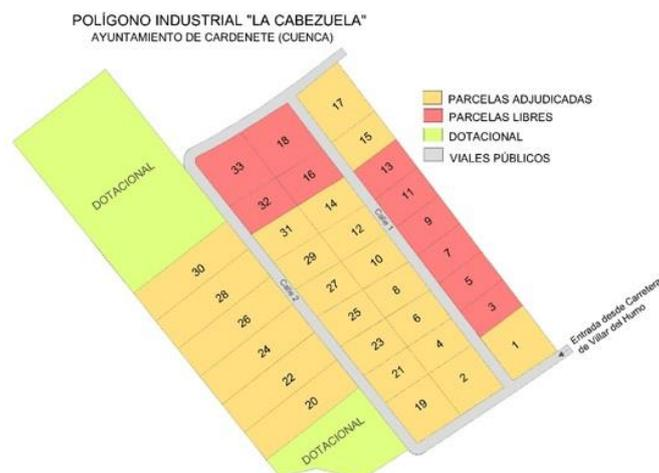 POLÍGONO INDUSTRIAL "LA CABEZUELA"
AYUNTAMIENTO DE CARDENETE (CUENCA)
PARCELAS ADJUDICADAS
PARCELAS LIBRES
DOTACIONAL
VIALES PÚBLICOS
17
15
13
11
9
7
5
3
1
Calle 1
18
33
16
32
14
31
12
29
10
27
8
25
6
23
4
21
2
19
Calle 2
DOTACIONAL
30
28
26
24
22
20
DOTACIONAL
Entrada desde Carretera
de Villar del Humo